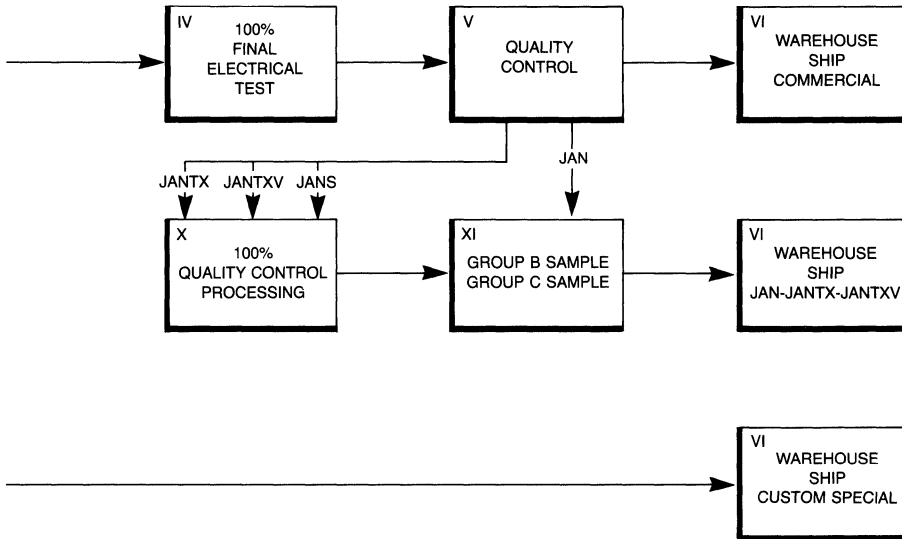 IV
100%
FINAL
ELECTRICAL
TEST
V
QUALITY
CONTROL
VI
WAREHOUSE
SHIP
COMMERCIAL
JANTX
JANTXV
JANS
JAN
X
100%
QUALITY CONTROL
PROCESSING
XI
GROUP B SAMPLE
GROUP C SAMPLE
VI
WAREHOUSE
SHIP
JAN-JANTX-JANTXV
VI
WAREHOUSE
SHIP
CUSTOM SPECIAL